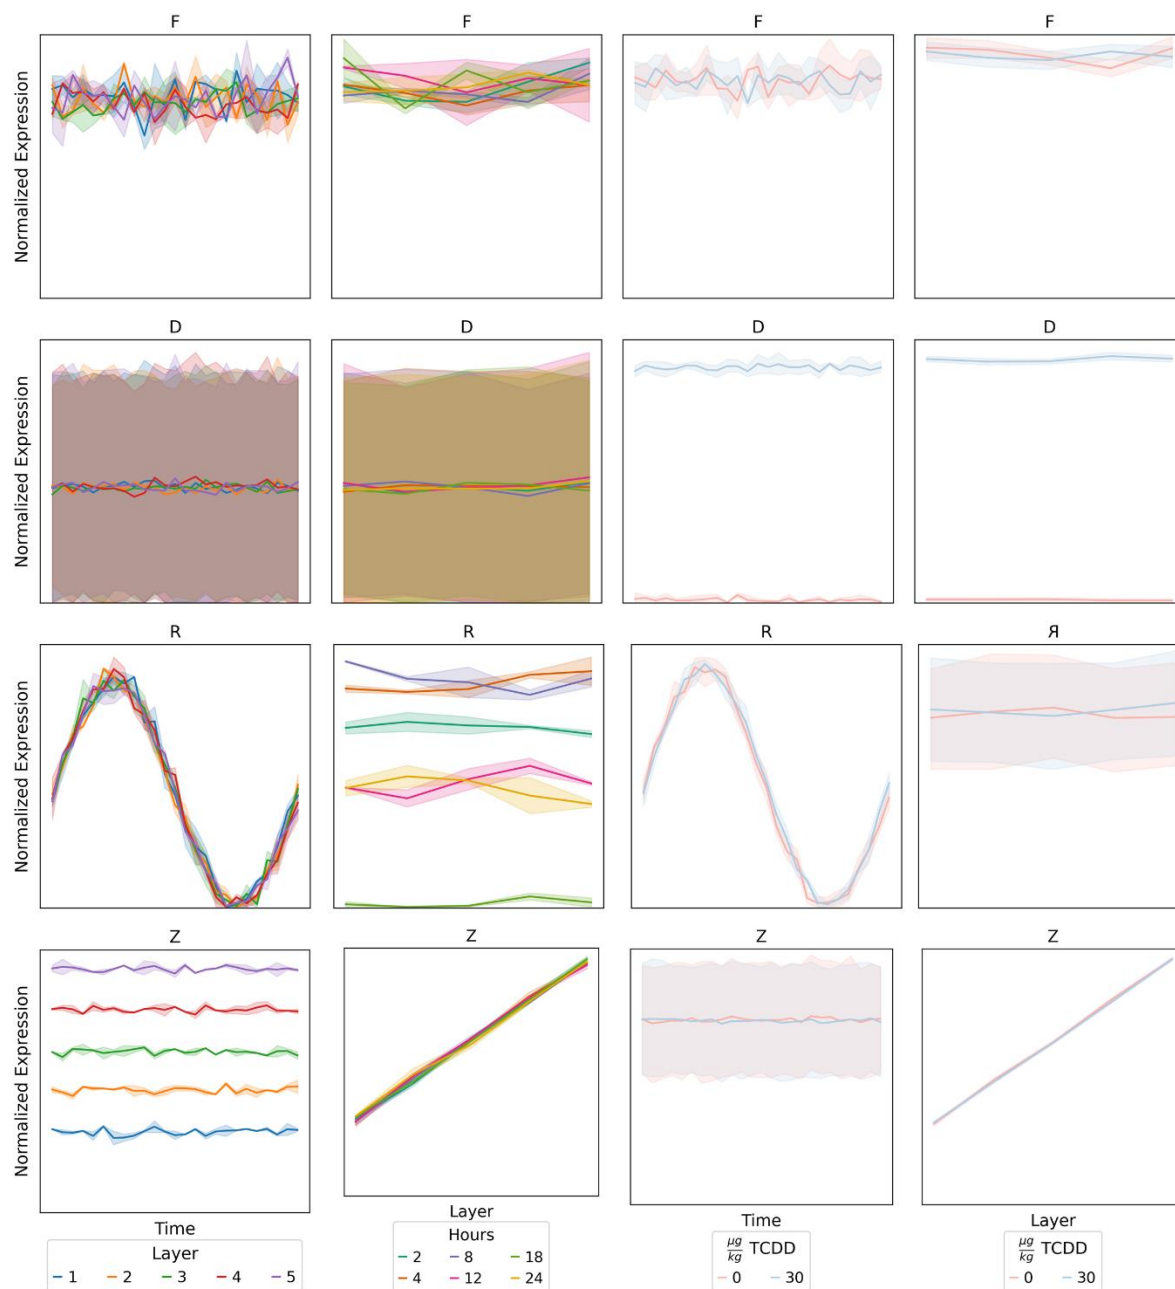 F F F F
Normalized Expression
D D D D
Normalized Expression
R R R Я
Normalized Expression
Z Z Z Z
Normalized Expression
Time Layer Time Layer
Layer
1 2 3 4 5
Hours
2 8 18
4 12 24
μg/kg TCDD
0 30
μg/kg TCDD
0 30